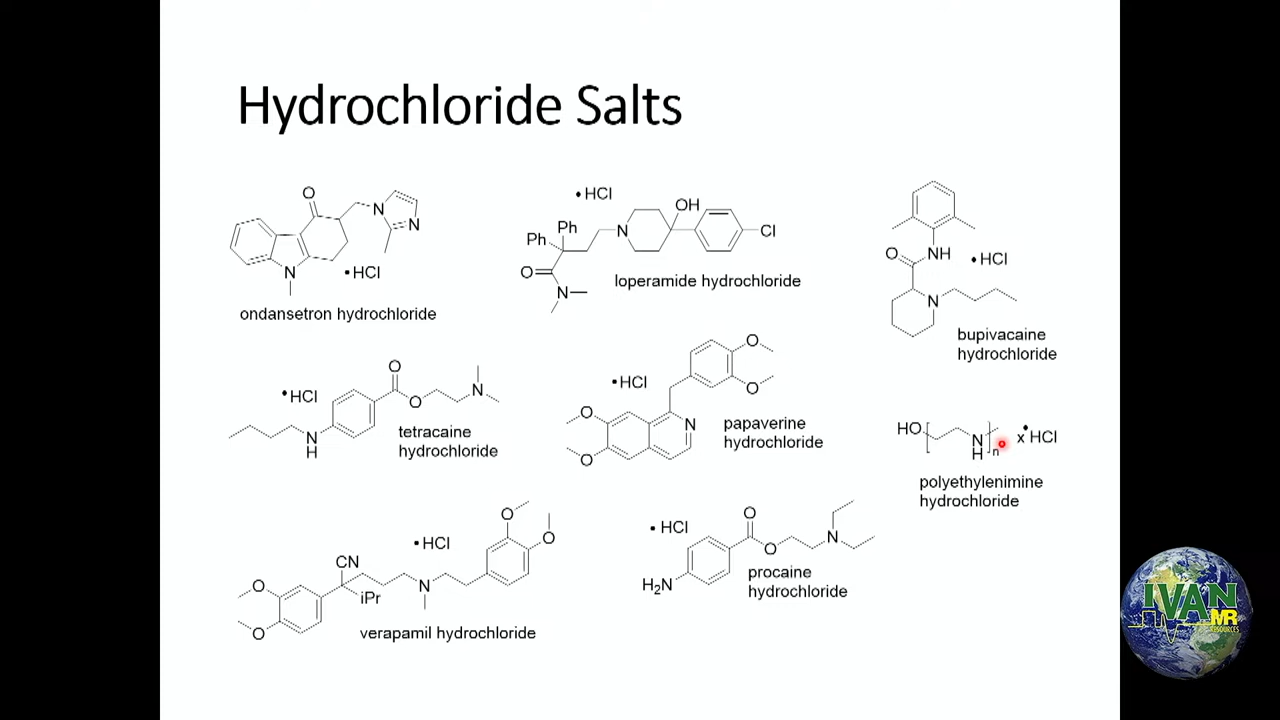 Hydrochloride Salts
O
N
N
N
•HCl
ondansetron hydrochloride
•HCl
OH
Ph
Ph
N
Cl
O
N
loperamide hydrochloride
O
NH
•HCl
N
bupivacaine
hydrochloride
•HCl
O
O
N
N
H
tetracaine
hydrochloride
•HCl
O
O
O
O
N
papaverine
hydrochloride
HO
N
H
n
x•HCl
polyethylenimine
hydrochloride
•HCl
O
O
CN
O
O
iPr
N
verapamil hydrochloride
•HCl
O
O
N
H2N
procaine
hydrochloride
IVAN
MR
RESOURCES